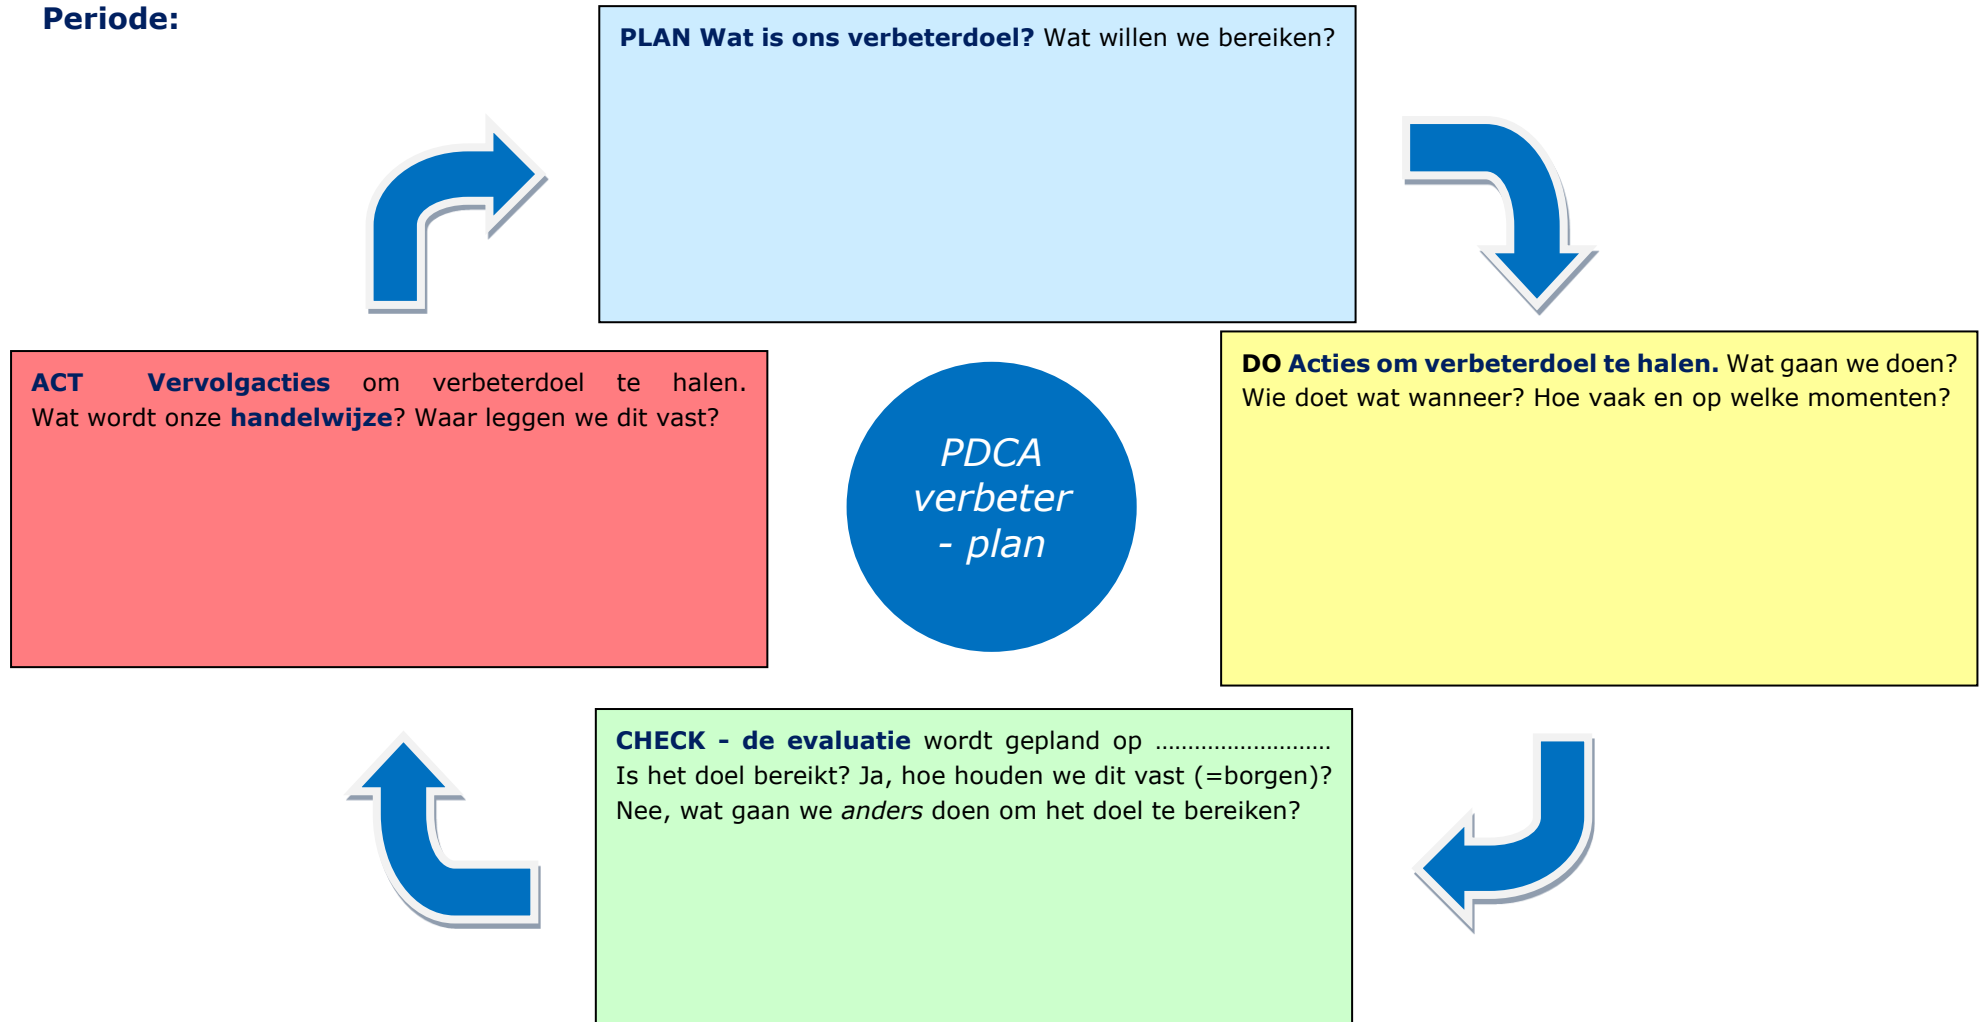 Periode:
PLAN Wat is ons verbeterdoel? Wat willen we bereiken?
DO Acties om verbeterdoel te halen. Wat gaan we doen?
Wie doet wat wanneer? Hoe vaak en op welke momenten?
ACT Vervolgacties om verbeterdoel te halen.
Wat wordt onze handelwijze? Waar leggen we dit vast?
PDCA
verbeter
- plan
CHECK – de evaluatie wordt gepland op ………………………
Is het doel bereikt? Ja, hoe houden we dit vast (=borgen)?
Nee, wat gaan we anders doen om het doel te bereiken?